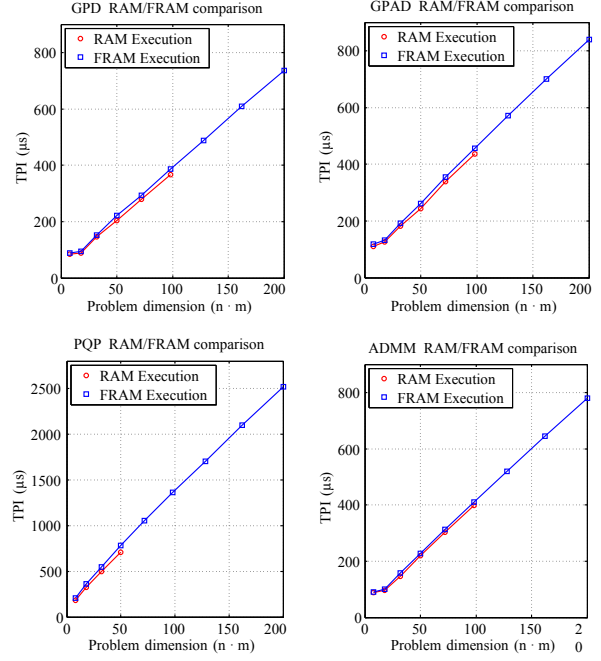 GPD RAM/FRAM comparison
RAM Execution
FRAM Execution
TPI (µs)
800
600
400
200
0
0 50 100 150 200
Problem dimension (n · m)
GPAD RAM/FRAM comparison
RAM Execution
FRAM Execution
TPI (µs)
800
600
400
200
0
0 50 100 150 200
Problem dimension (n · m)
PQP RAM/FRAM comparison
RAM Execution
FRAM Execution
TPI (µs)
2500
2000
1500
1000
500
0
0 50 100 150 200
Problem dimension (n · m)
ADMM RAM/FRAM comparison
RAM Execution
FRAM Execution
TPI (µs)
800
600
400
200
0
0 50 100 150 2
0
Problem dimension (n · m)